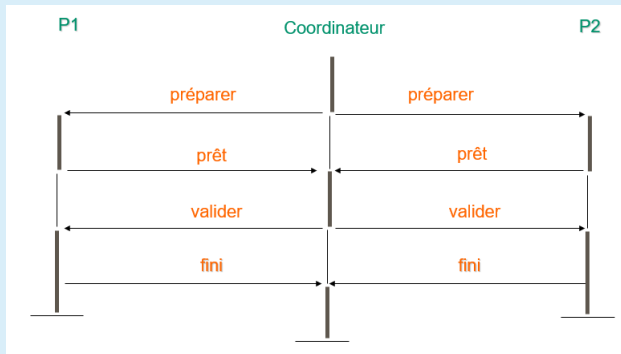 P1 Coordinateur P2
préparer préparer
prêt prêt
valider valider
fini fini